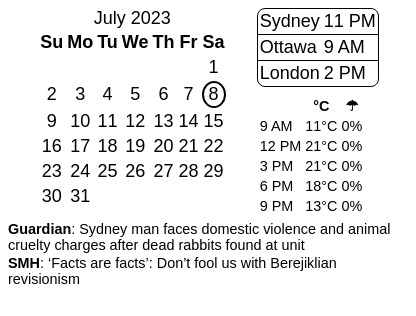 July 2023
Su Mo Tu We Th Fr Sa
1
2 3 4 5 6 7 8
9 10 11 12 13 14 15
16 17 18 19 20 21 22
23 24 25 26 27 28 29
30 31
Sydney 11 PM
Ottawa 9 AM
London 2 PM
°C ☂
9 AM 11°C 0%
12 PM 21°C 0%
3 PM 21°C 0%
6 PM 18°C 0%
9 PM 13°C 0%
Guardian: Sydney man faces domestic violence and animal
cruelty charges after dead rabbits found at unit
SMH: ‘Facts are facts’: Don’t fool us with Berejiklian
revisionism